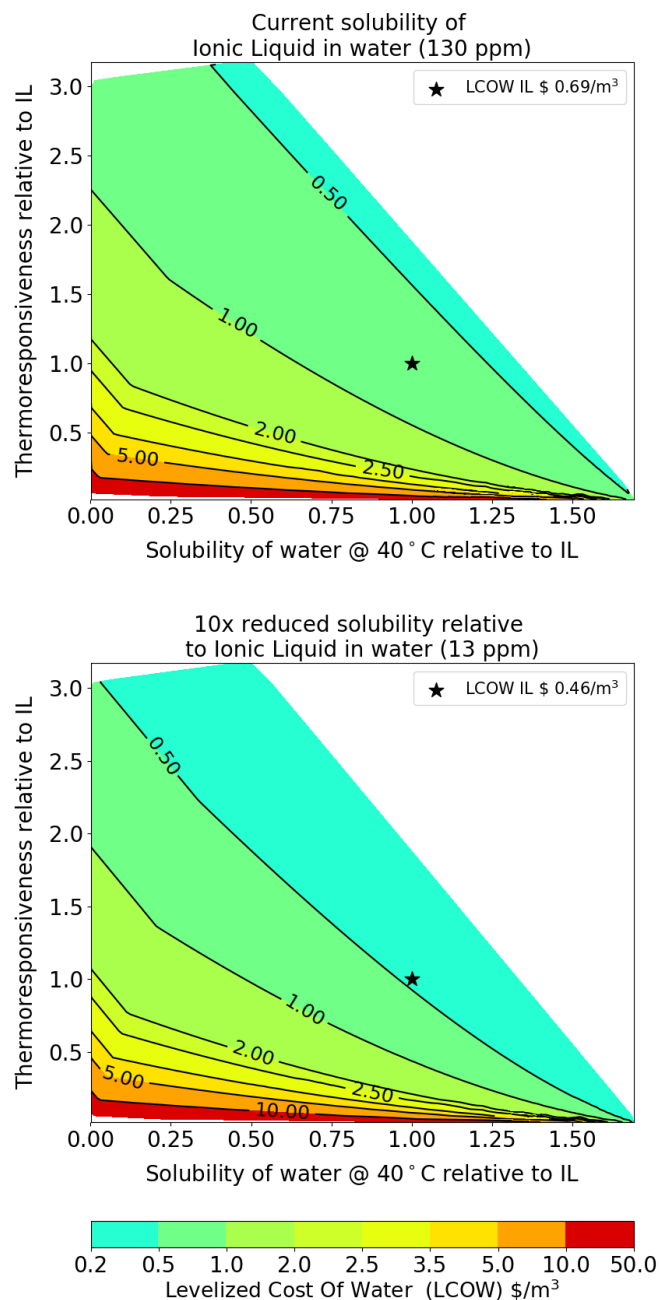 Current solubility of
Ionic Liquid in water (130 ppm)
LCOW IL $ 0.69/m³
Thermoresponsiveness relative to IL
3.0
2.5
2.0
1.5
1.0
0.5
0.50
1.00
2.00
2.50
5.00
0.00 0.25 0.50 0.75 1.00 1.25 1.50
Solubility of water @ 40°C relative to IL
10x reduced solubility relative
to Ionic Liquid in water (13 ppm)
LCOW IL $ 0.46/m³
Thermoresponsiveness relative to IL
3.0
2.5
2.0
1.5
1.0
0.5
0.50
1.00
2.00
2.50
5.00
10.00
0.00 0.25 0.50 0.75 1.00 1.25 1.50
Solubility of water @ 40°C relative to IL
0.2 0.5 1.0 2.0 2.5 3.5 5.0 10.0 50.0
Levelized Cost Of Water (LCOW) $/m³